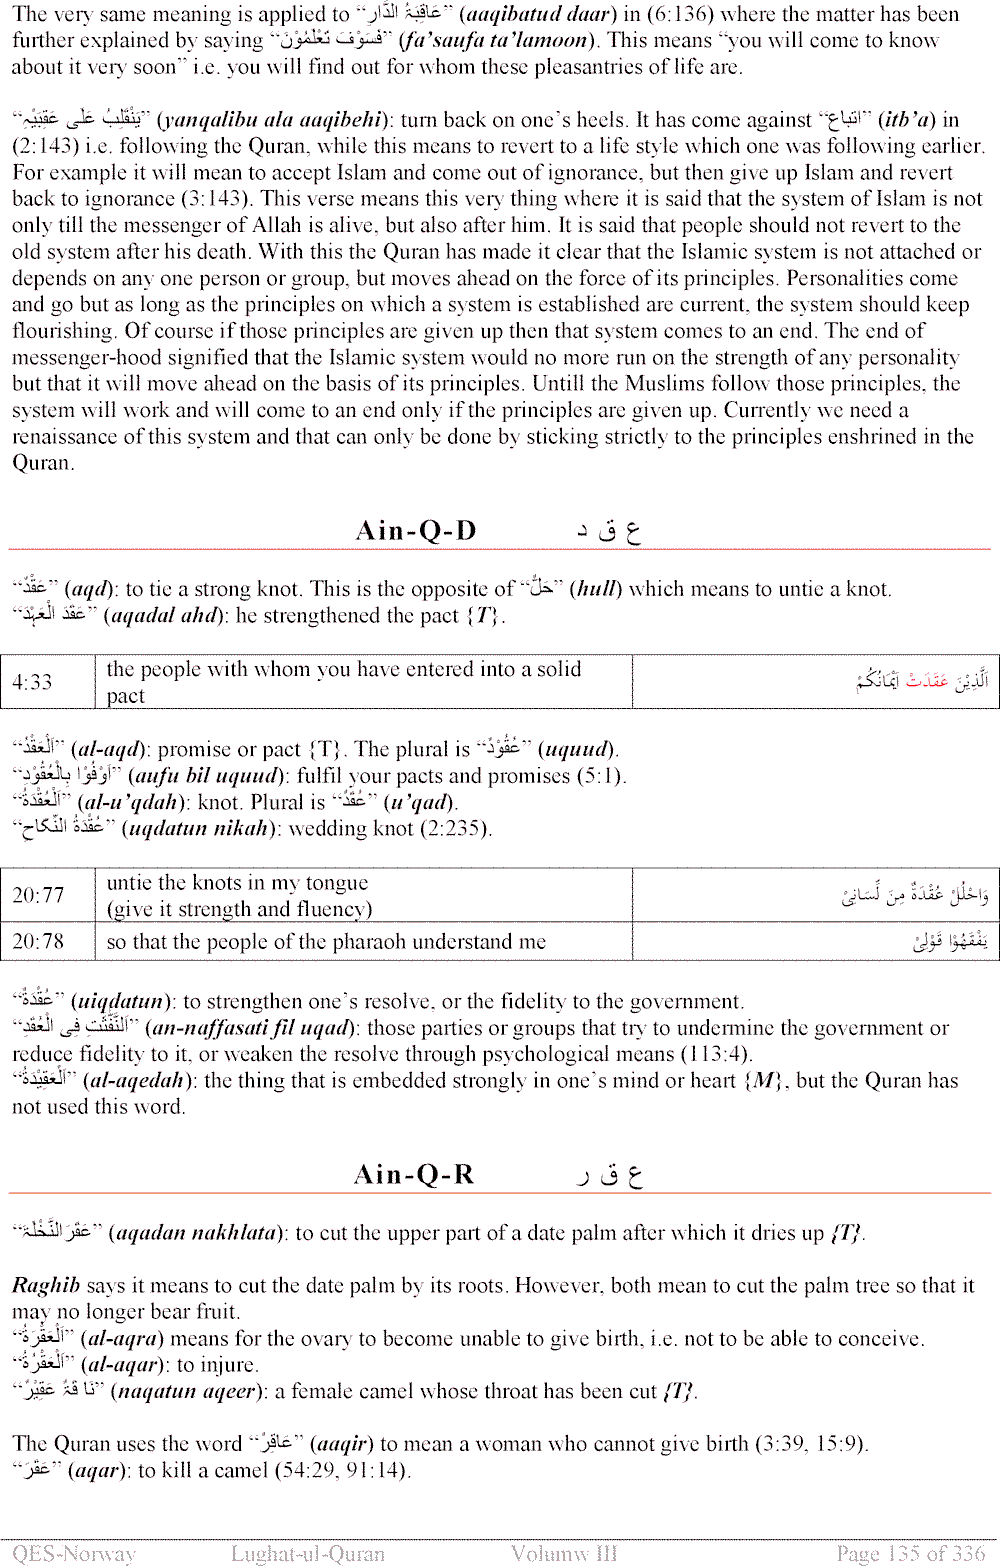 The very same meaning is applied to “عَاقِبَۃُ الدَّارِ” (aaqibatud daar) in (6:136) where the matter has been
further explained by saying “فَسَوْفَ تَعْلَمُوْنَ” (fa’saufa ta’lamoon). This means “you will come to know
about it very soon” i.e. you will find out for whom these pleasantries of life are.
“يَنْقَلِبُ عَلٰى عَقِبَيْہِ” (yanqalibu ala aaqibehi): turn back on one’s heels. It has come against “اتباع” (itb’a) in
(2:143) i.e. following the Quran, while this means to revert to a life style which one was following earlier.
For example it will mean to accept Islam and come out of ignorance, but then give up Islam and revert
back to ignorance (3:143). This verse means this very thing where it is said that the system of Islam is not
only till the messenger of Allah is alive, but also after him. It is said that people should not revert to the
old system after his death. With this the Quran has made it clear that the Islamic system is not attached or
depends on any one person or group, but moves ahead on the force of its principles. Personalities come
and go but as long as the principles on which a system is established are current, the system should keep
flourishing. Of course if those principles are given up then that system comes to an end. The end of
messenger-hood signified that the Islamic system would no more run on the strength of any personality
but that it will move ahead on the basis of its principles. Untill the Muslims follow those principles, the
system will work and will come to an end only if the principles are given up. Currently we need a
renaissance of this system and that can only be done by sticking strictly to the principles enshrined in the
Quran.
Ain-Q-D ع ق د
“عَقْدٌ” (aqd): to tie a strong knot. This is the opposite of “حَلٌّ” (hull) which means to untie a knot.
“عَقَدَ الْعَہْدَ” (aqadal ahd): he strengthened the pact {T}.
4:33 the people with whom you have entered into a solid الَّذِيْنَ عَقَدَتْ اَيْمَانُكُمْ
pact
“اَلْعَقْدُ” (al-aqd): promise or pact {T}. The plural is “عُقُوْدٌ” (uquud).
“اَوْفُوْا بِالْعُقُوْدِ” (aufu bil uquud): fulfil your pacts and promises (5:1).
“اَلْعُقْدَۃُ” (al-u’qdah): knot. Plural is “عُقَدٌ” (u’qad).
“عُقْدَۃُ النِّکَاحِ” (uqdatun nikah): wedding knot (2:235).
20:77 untie the knots in my tongue وَاحْلُلْ عُقْدَةً مِنَ لِّسَانِىْ
(give it strength and fluency)
20:78 so that the people of the pharaoh understand me يَفْقَهُوْا قَوْلِىْ
“عُقْدَۃٌ” (uiqdatun): to strengthen one’s resolve, or the fidelity to the government.
“اَلنَّفّٰثٰتِ فِی الْعُقَدِ” (an-naffasati fil uqad): those parties or groups that try to undermine the government or
reduce fidelity to it, or weaken the resolve through psychological means (113:4).
“اَلْعَقِيْدَۃُ” (al-aqedah): the thing that is embedded strongly in one’s mind or heart {M}, but the Quran has
not used this word.
Ain-Q-R ع ق ر
“عَقَرَ النَّخْلَۃَ” (aqadan nakhlata): to cut the upper part of a date palm after which it dries up {T}.
Raghib says it means to cut the date palm by its roots. However, both mean to cut the palm tree so that it
may no longer bear fruit.
“اَلْعَقْرَۃُ” (al-aqra) means for the ovary to become unable to give birth, i.e. not to be able to conceive.
“اَلْعَقْرُۃُ” (al-aqar): to injure.
“نَا قَۃٌ عَقِيْرٌ” (naqatun aqeer): a female camel whose throat has been cut {T}.
The Quran uses the word “عَاقِرٌ” (aaqir) to mean a woman who cannot give birth (3:39, 15:9).
“عَقَرَ” (aqar): to kill a camel (54:29, 91:14).
QES-Norway Lughat-ul-Quran Volumw III Page 135 of 336